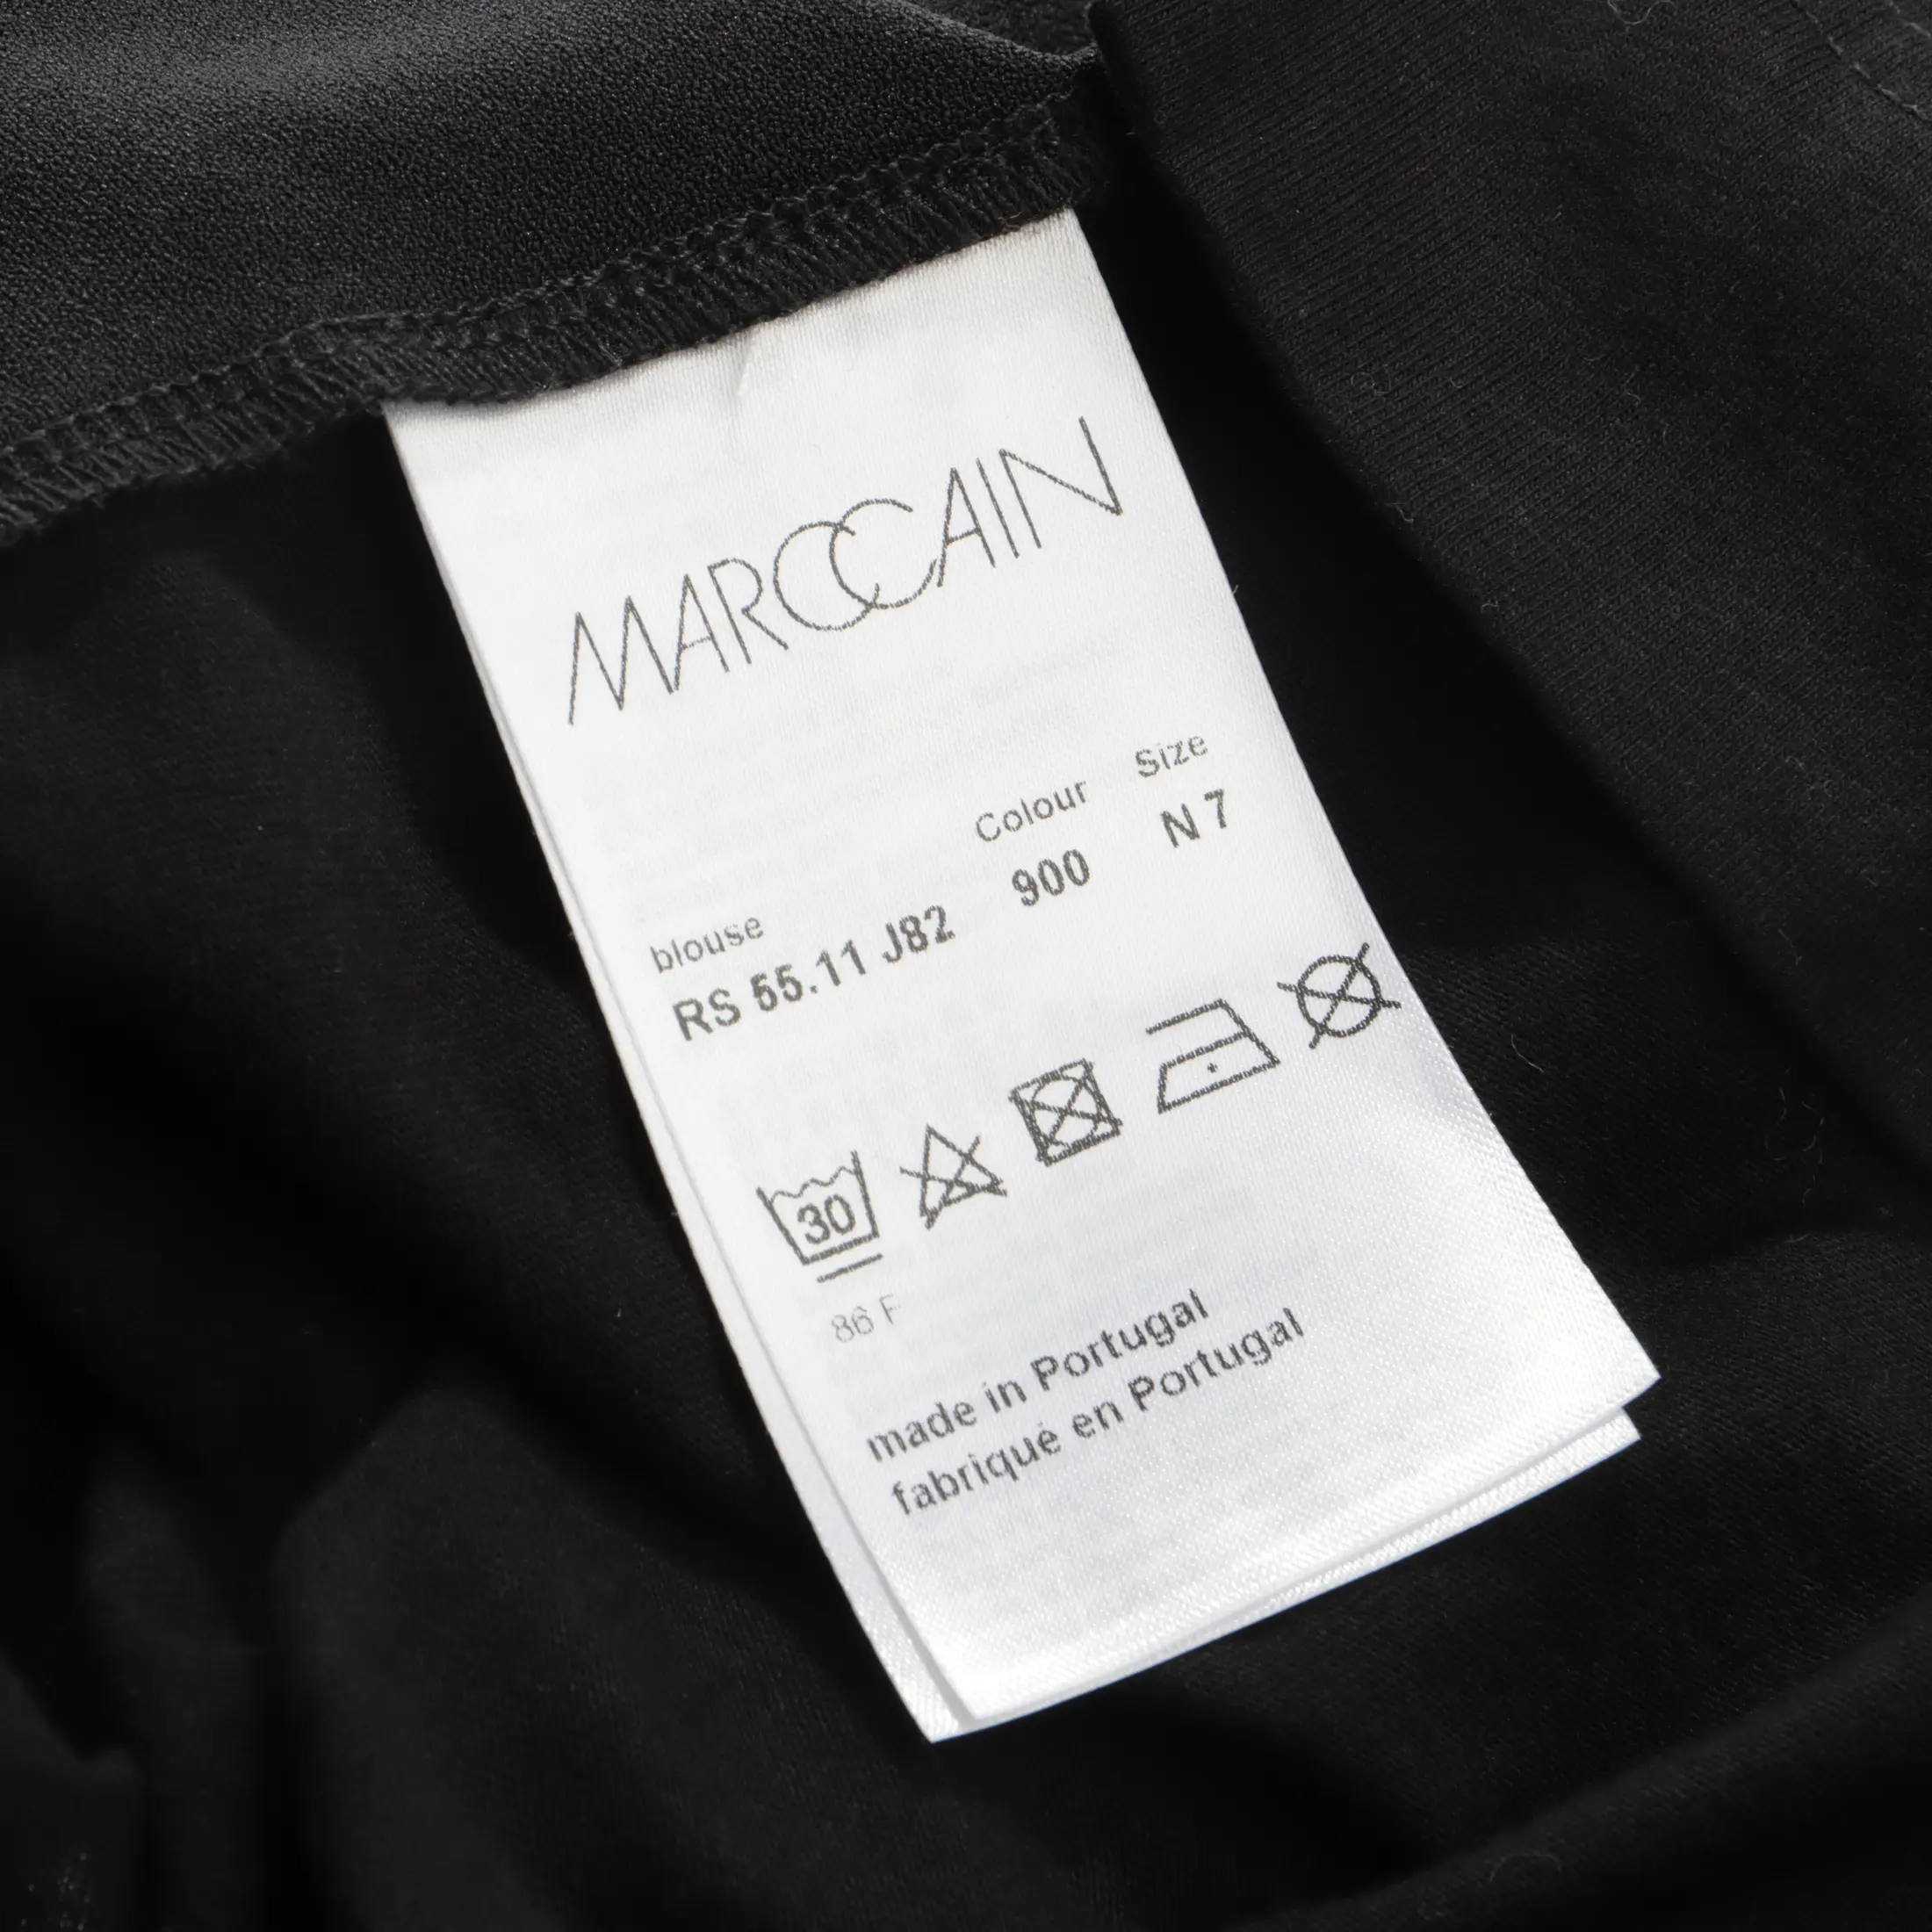 MARCCAIN
Colour Size
blouse 900 N 7
RS 55.11 J82
30
86 F
made in Portugal
fabriqué en Portugal